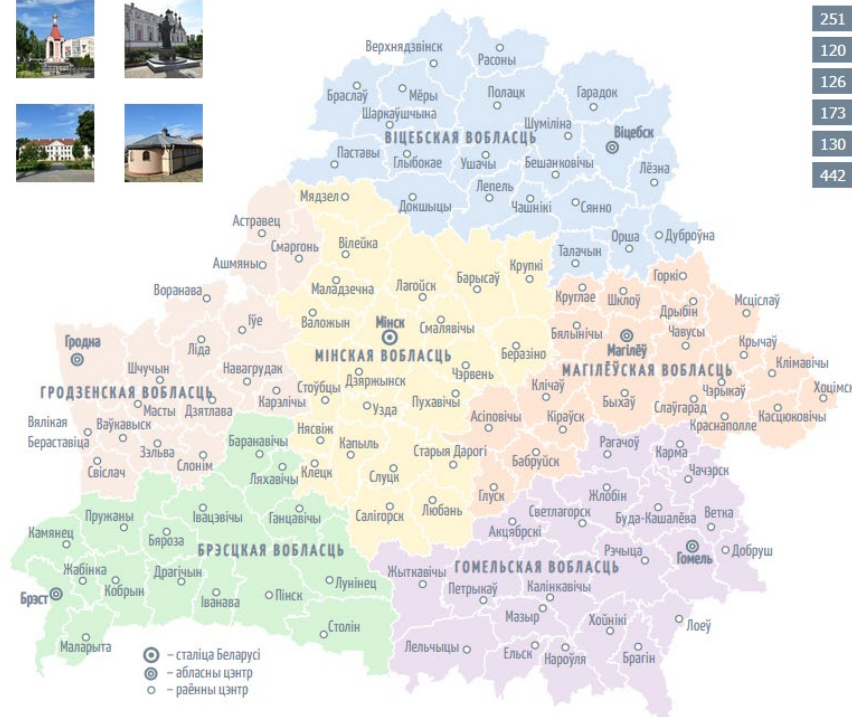 251
120
126
173
130
442
Верхнядзвінск
Расоны
Браслаў
Мёры
Полацк
Гарадок
Шаркаўшчына
Шуміліна
Віцебск
ВІЦЕБСКАЯ ВОБЛАСЦЬ
Паставы
Глыбокае
Ушачы
Бешанковічы
Лёзна
Мядзел
Докшыцы
Лепель
Чашнікі
Сянно
Астравец
Смаргонь
Вілейка
Талачын
Орша
Дуброўна
Ашмяны
Крупкі
Барысаў
Горкі
Воранава
Маладзечна
Лагойск
Круглае
Шклоў
Дрыбін
Мсціслаў
Іўе
Валожын
Мінск
Смалявічы
Бялынічы
Магілёў
Чавусы
Гродна
Ліда
МІНСКАЯ ВОБЛАСЦЬ
Беразіно
Крычаў
Шчучын
Навагрудак
Дзяржынск
Чэрвень
МАГІЛЁЎСКАЯ ВОБЛАСЦЬ
Клімавічы
ГРОДЗЕНСКАЯ ВОБЛАСЦЬ
Стоўбцы
Клічаў
Чэрыкаў
Хоцімск
Масты
Дзятлава
Карэлічы
Узда
Пухавічы
Быхаў
Слаўгарад
Касцюковічы
Вялікая
Бераставіца
Ваўкавыск
Асіповічы
Кіраўск
Краснаполле
Нясвіж
Баранавічы
Рагачоў
Карма
Зэльва
Капыль
Старыя Дарогі
Свіслач
Слонім
Ляхавічы
Клецк
Слуцк
Бабруйск
Чачэрск
Глуск
Жлобін
Пружаны
Івацэвічы
Ганцавічы
Салігорск
Любань
Светлагорск
Буда-Кашалёва
Ветка
Камянец
Бяроза
Акцябрскі
БРЭСЦКАЯ ВОБЛАСЦЬ
Рэчыца
Гомель
Добруш
Жабінка
Драгічын
ГОМЕЛЬСКАЯ ВОБЛАСЦЬ
Жыткавічы
Кобрын
Лунінец
Петрыкаў
Калінкавічы
Брэст
Іванава
Пінск
Мазыр
Хойнікі
Лоеў
Маларыта
Столін
Лельчыцы
Ельск
Нароўля
Брагін
– сталіца Беларусі
– абласны цэнтр
– раённы цэнтр